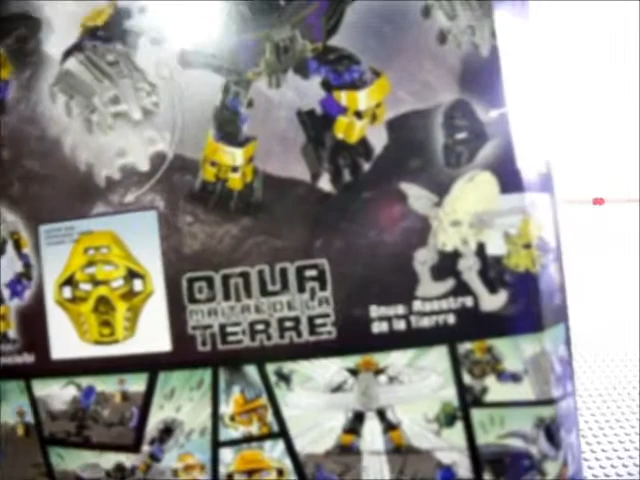 ONUA
MAÎTRE DE LA
TERRE
Onua: Maestro
de la Tierra